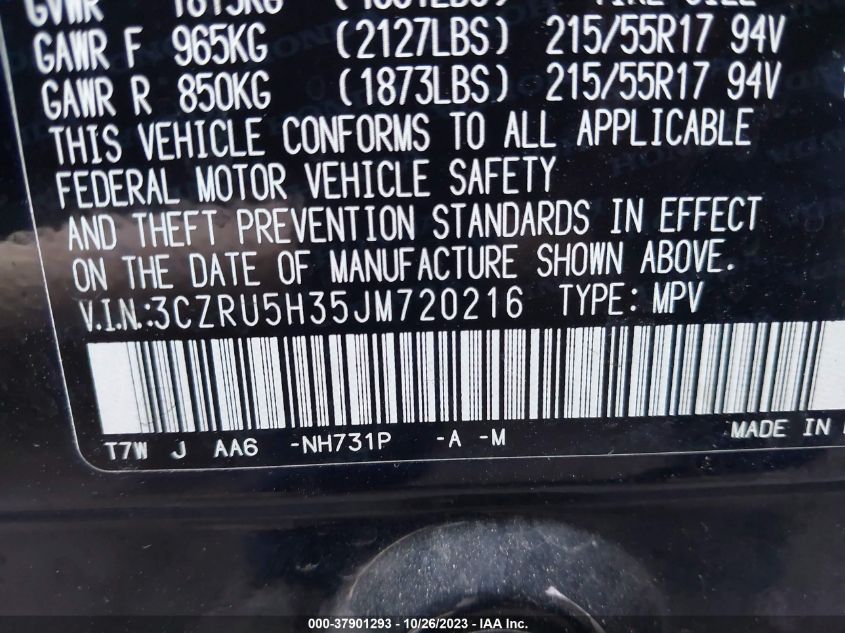 GVWR 1815KG
GAWR F 965KG (2127LBS) 215/55R17 94V
GAWR R 850KG (1873LBS) 215/55R17 94V
THIS VEHICLE CONFORMS TO ALL APPLICABLE
FEDERAL MOTOR VEHICLE SAFETY
AND THEFT PREVENTION STANDARDS IN EFFECT
ON THE DATE OF MANUFACTURE SHOWN ABOVE.
V.I.N.:3CZRU5H35JM720216 TYPE: MPV
T7W J AA6 -NH731P -A -M MADE IN
000-37901293 - 10/26/2023 - IAA Inc.